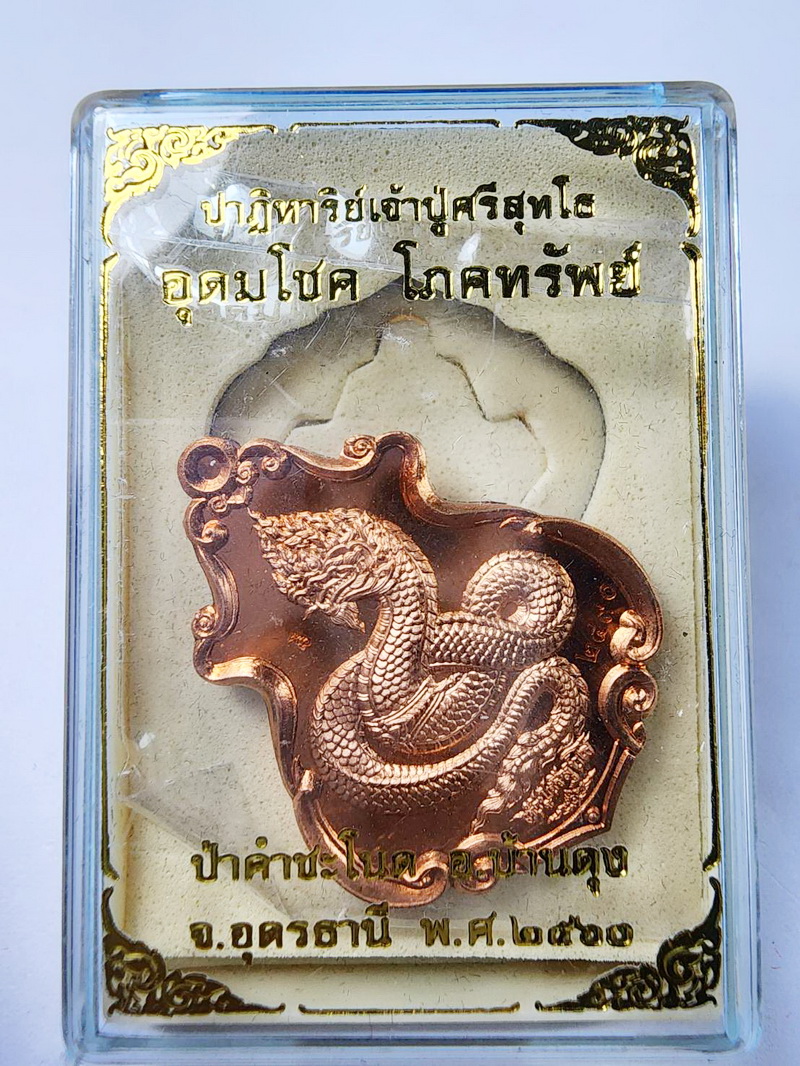 ปาฏิหาริย์เจ้าปู่ศรีสุทโธ
อุดมโชค โภคทรัพย์
ป่าคำชะโนด อ.บ้านดุง
จ.อุดรธานี พ.ศ.๒๕๖๑